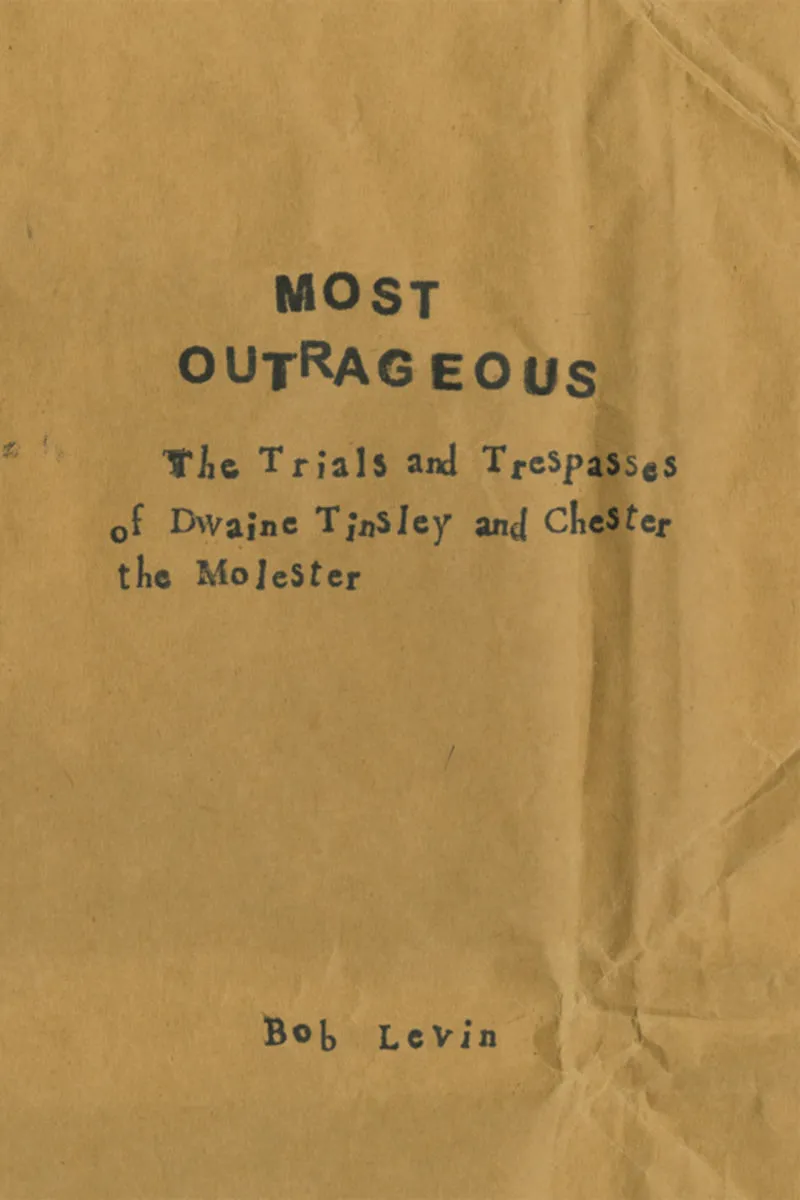 MOST
OUTRAGEOUS
The Trials and Trespasses
of Dwaine Tinsley and Chester
the Molester
Bob Levin